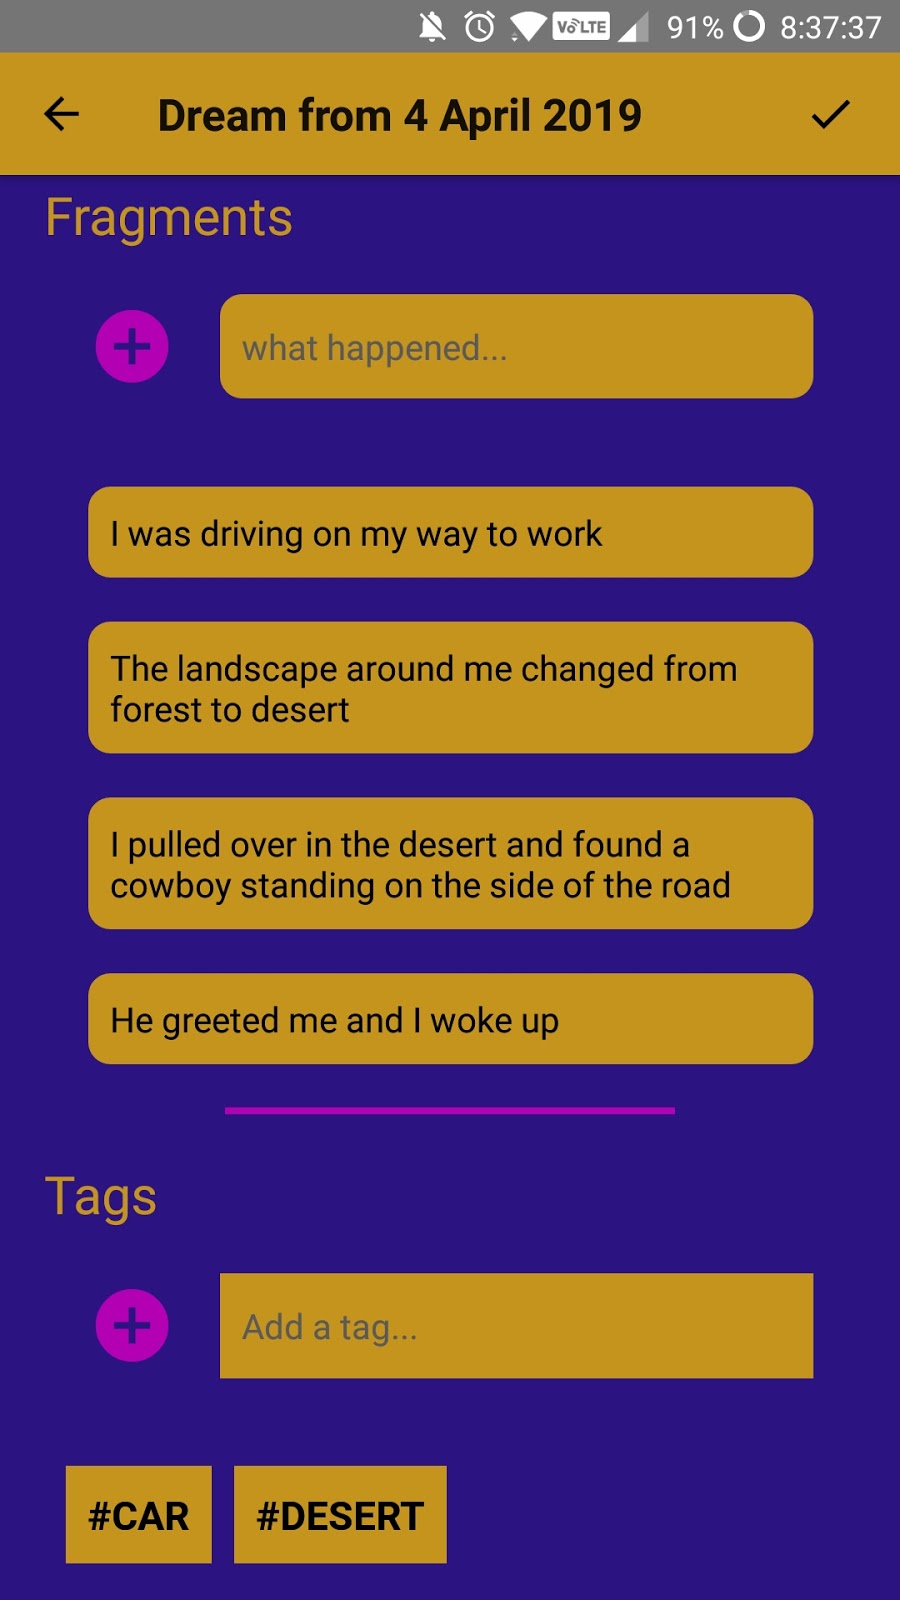 VoLTE 91% 8:37:37
Dream from 4 April 2019
Fragments
what happened...
I was driving on my way to work
The landscape around me changed from
forest to desert
I pulled over in the desert and found a
cowboy standing on the side of the road
He greeted me and I woke up
Tags
Add a tag...
#CAR #DESERT